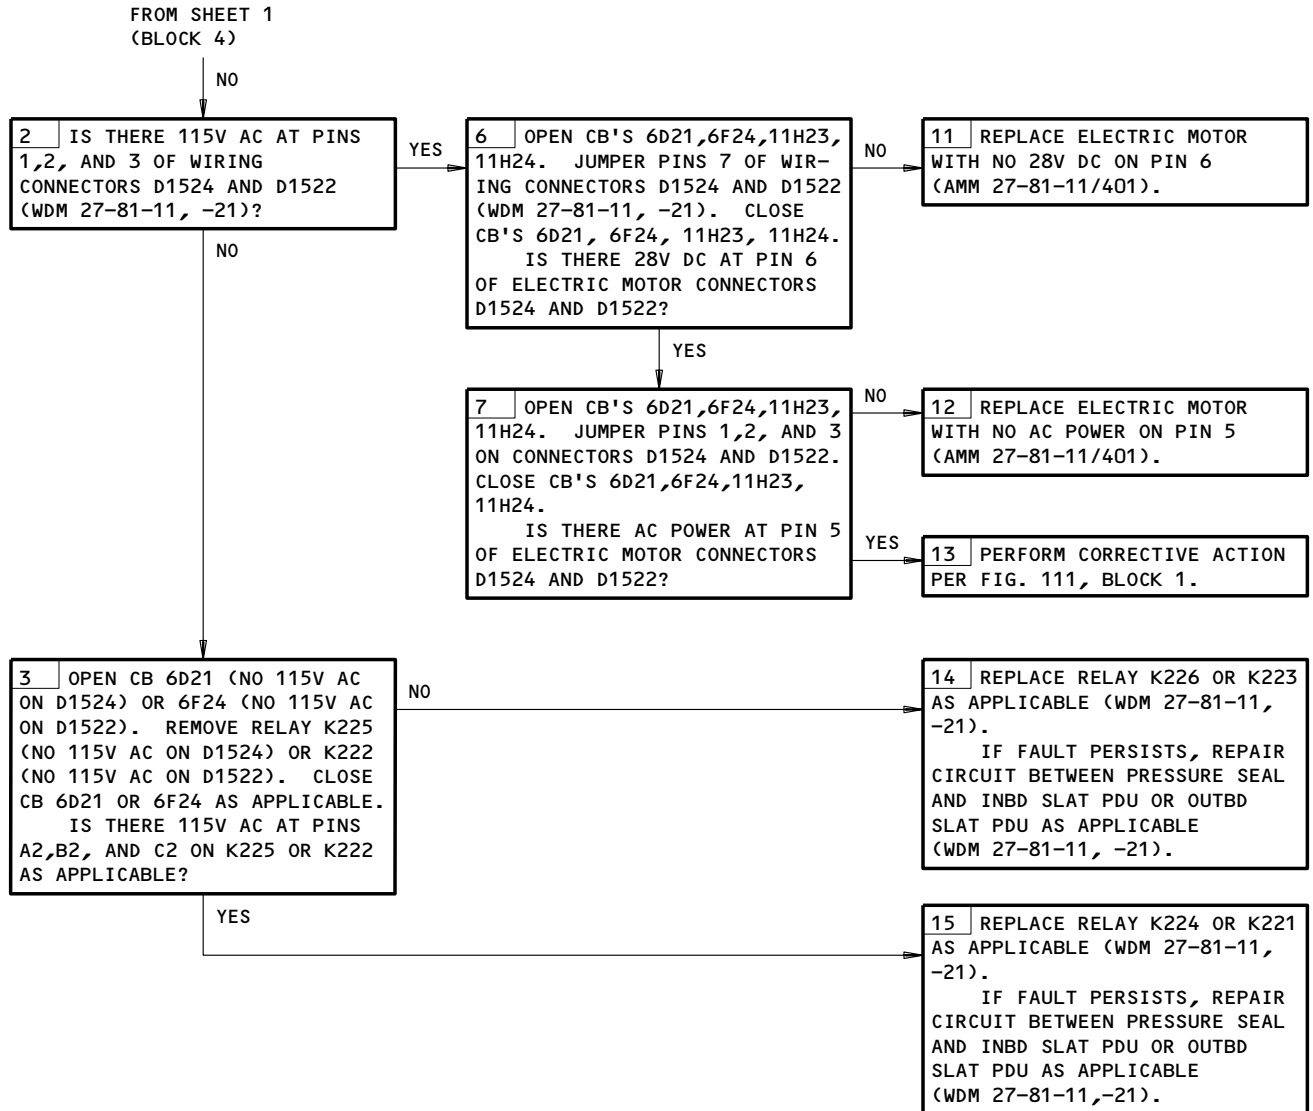 FROM SHEET 1
(BLOCK 4)
NO
2 IS THERE 115V AC AT PINS
1,2, AND 3 OF WIRING
CONNECTORS D1524 AND D1522
(WDM 27-81-11, -21)?
YES
NO
6 OPEN CB'S 6D21,6F24,11H23,
11H24. JUMPER PINS 7 OF WIR-
ING CONNECTORS D1524 AND D1522
(WDM 27-81-11, -21). CLOSE
CB'S 6D21, 6F24, 11H23, 11H24.
IS THERE 28V DC AT PIN 6
OF ELECTRIC MOTOR CONNECTORS
D1524 AND D1522?
NO
YES
11 REPLACE ELECTRIC MOTOR
WITH NO 28V DC ON PIN 6
(AMM 27-81-11/401).
7 OPEN CB'S 6D21,6F24,11H23,
11H24. JUMPER PINS 1,2, AND 3
ON CONNECTORS D1524 AND D1522.
CLOSE CB'S 6D21,6F24,11H23,
11H24.
IS THERE AC POWER AT PIN 5
OF ELECTRIC MOTOR CONNECTORS
D1524 AND D1522?
NO
12 REPLACE ELECTRIC MOTOR
WITH NO AC POWER ON PIN 5
(AMM 27-81-11/401).
YES
13 PERFORM CORRECTIVE ACTION
PER FIG. 111, BLOCK 1.
3 OPEN CB 6D21 (NO 115V AC
ON D1524) OR 6F24 (NO 115V AC
ON D1522). REMOVE RELAY K225
(NO 115V AC ON D1524) OR K222
(NO 115V AC ON D1522). CLOSE
CB 6D21 OR 6F24 AS APPLICABLE.
IS THERE 115V AC AT PINS
A2,B2, AND C2 ON K225 OR K222
AS APPLICABLE?
NO
14 REPLACE RELAY K226 OR K223
AS APPLICABLE (WDM 27-81-11,
-21).
IF FAULT PERSISTS, REPAIR
CIRCUIT BETWEEN PRESSURE SEAL
AND INBD SLAT PDU OR OUTBD
SLAT PDU AS APPLICABLE
(WDM 27-81-11, -21).
YES
15 REPLACE RELAY K224 OR K221
AS APPLICABLE (WDM 27-81-11,
-21).
IF FAULT PERSISTS, REPAIR
CIRCUIT BETWEEN PRESSURE SEAL
AND INBD SLAT PDU OR OUTBD
SLAT PDU AS APPLICABLE
(WDM 27-81-11,-21).